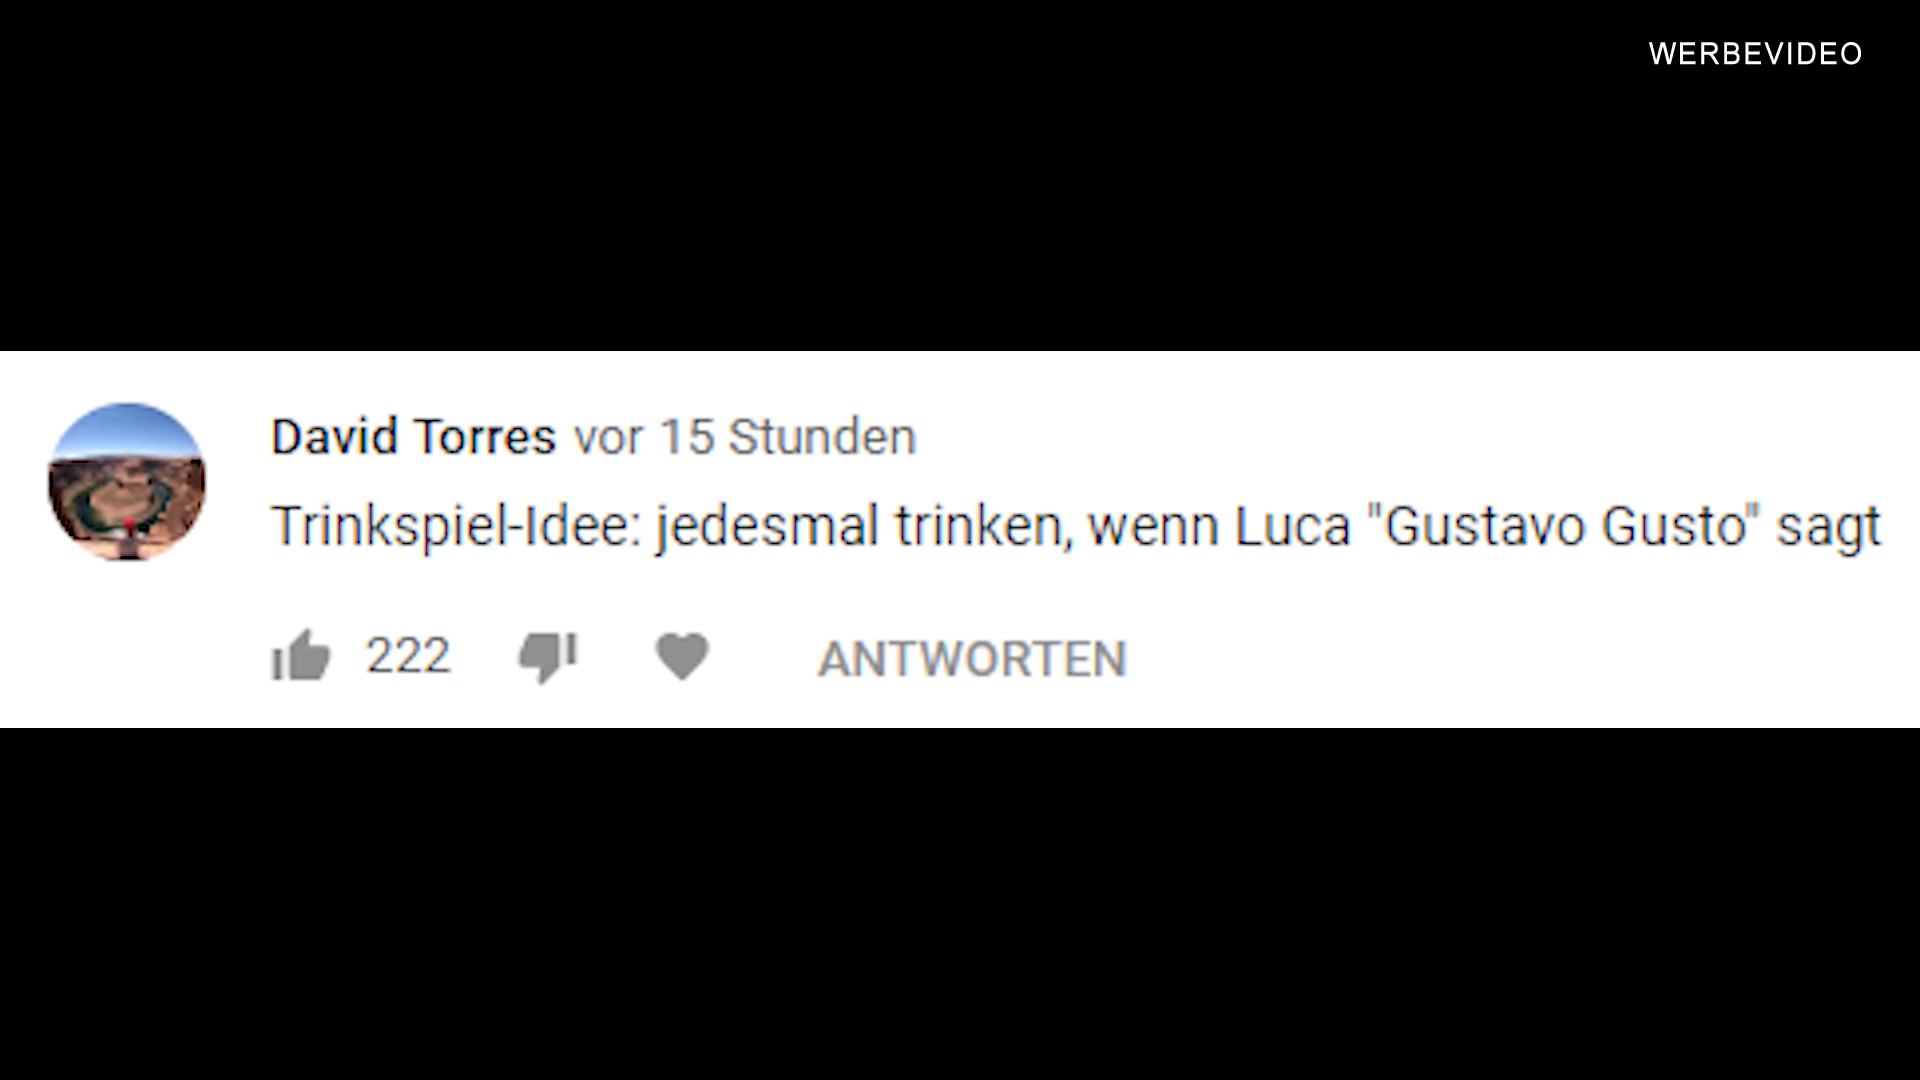 WERBEVIDEO
David Torres vor 15 Stunden
Trinkspiel-Idee: jedesmal trinken, wenn Luca "Gustavo Gusto" sagt
222 ANTWORTEN